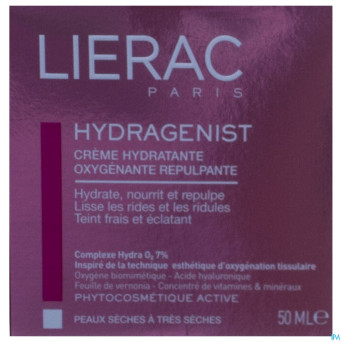 LIERAC
PARIS
HYDRAGENIST
CRÈME HYDRATANTE
OXYGÉNANTE REPULPANTE
Hydrate, nourrit et repulpe
Lisse les rides et les ridules
Teint frais et éclatant
Complexe Hydra O₂ 7%
Inspiré de la technique esthétique d'oxygénation tissulaire
Oxygène biomimétique - Acide hyaluronique
Feuille de vernonia - Concentré de vitamines & minéraux
PHYTOCOSMÉTIQUE ACTIVE
PEAUX SÈCHES À TRÈS SÈCHES
50 ML℮